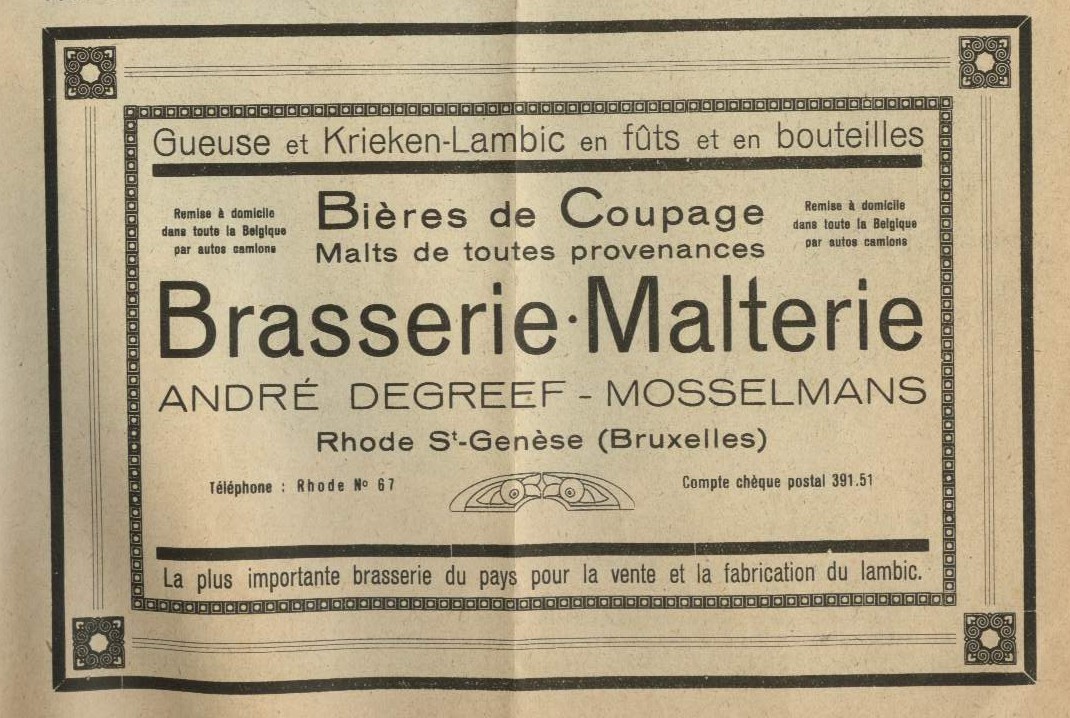 Gueuse et Krieken-Lambic en fûts et en bouteilles
Remise à domicile
dans toute la Belgique
par autos camions
Bières de Coupage
Malts de toutes provenances
Remise à domicile
dans toute la Belgique
par autos camions
Brasserie·Malterie
ANDRÉ DEGREEF - MOSSELMANS
Rhode St-Genèse (Bruxelles)
Téléphone : Rhode No 67
Compte chèque postal 391.51
La plus importante brasserie du pays pour la vente et la fabrication du lambic.